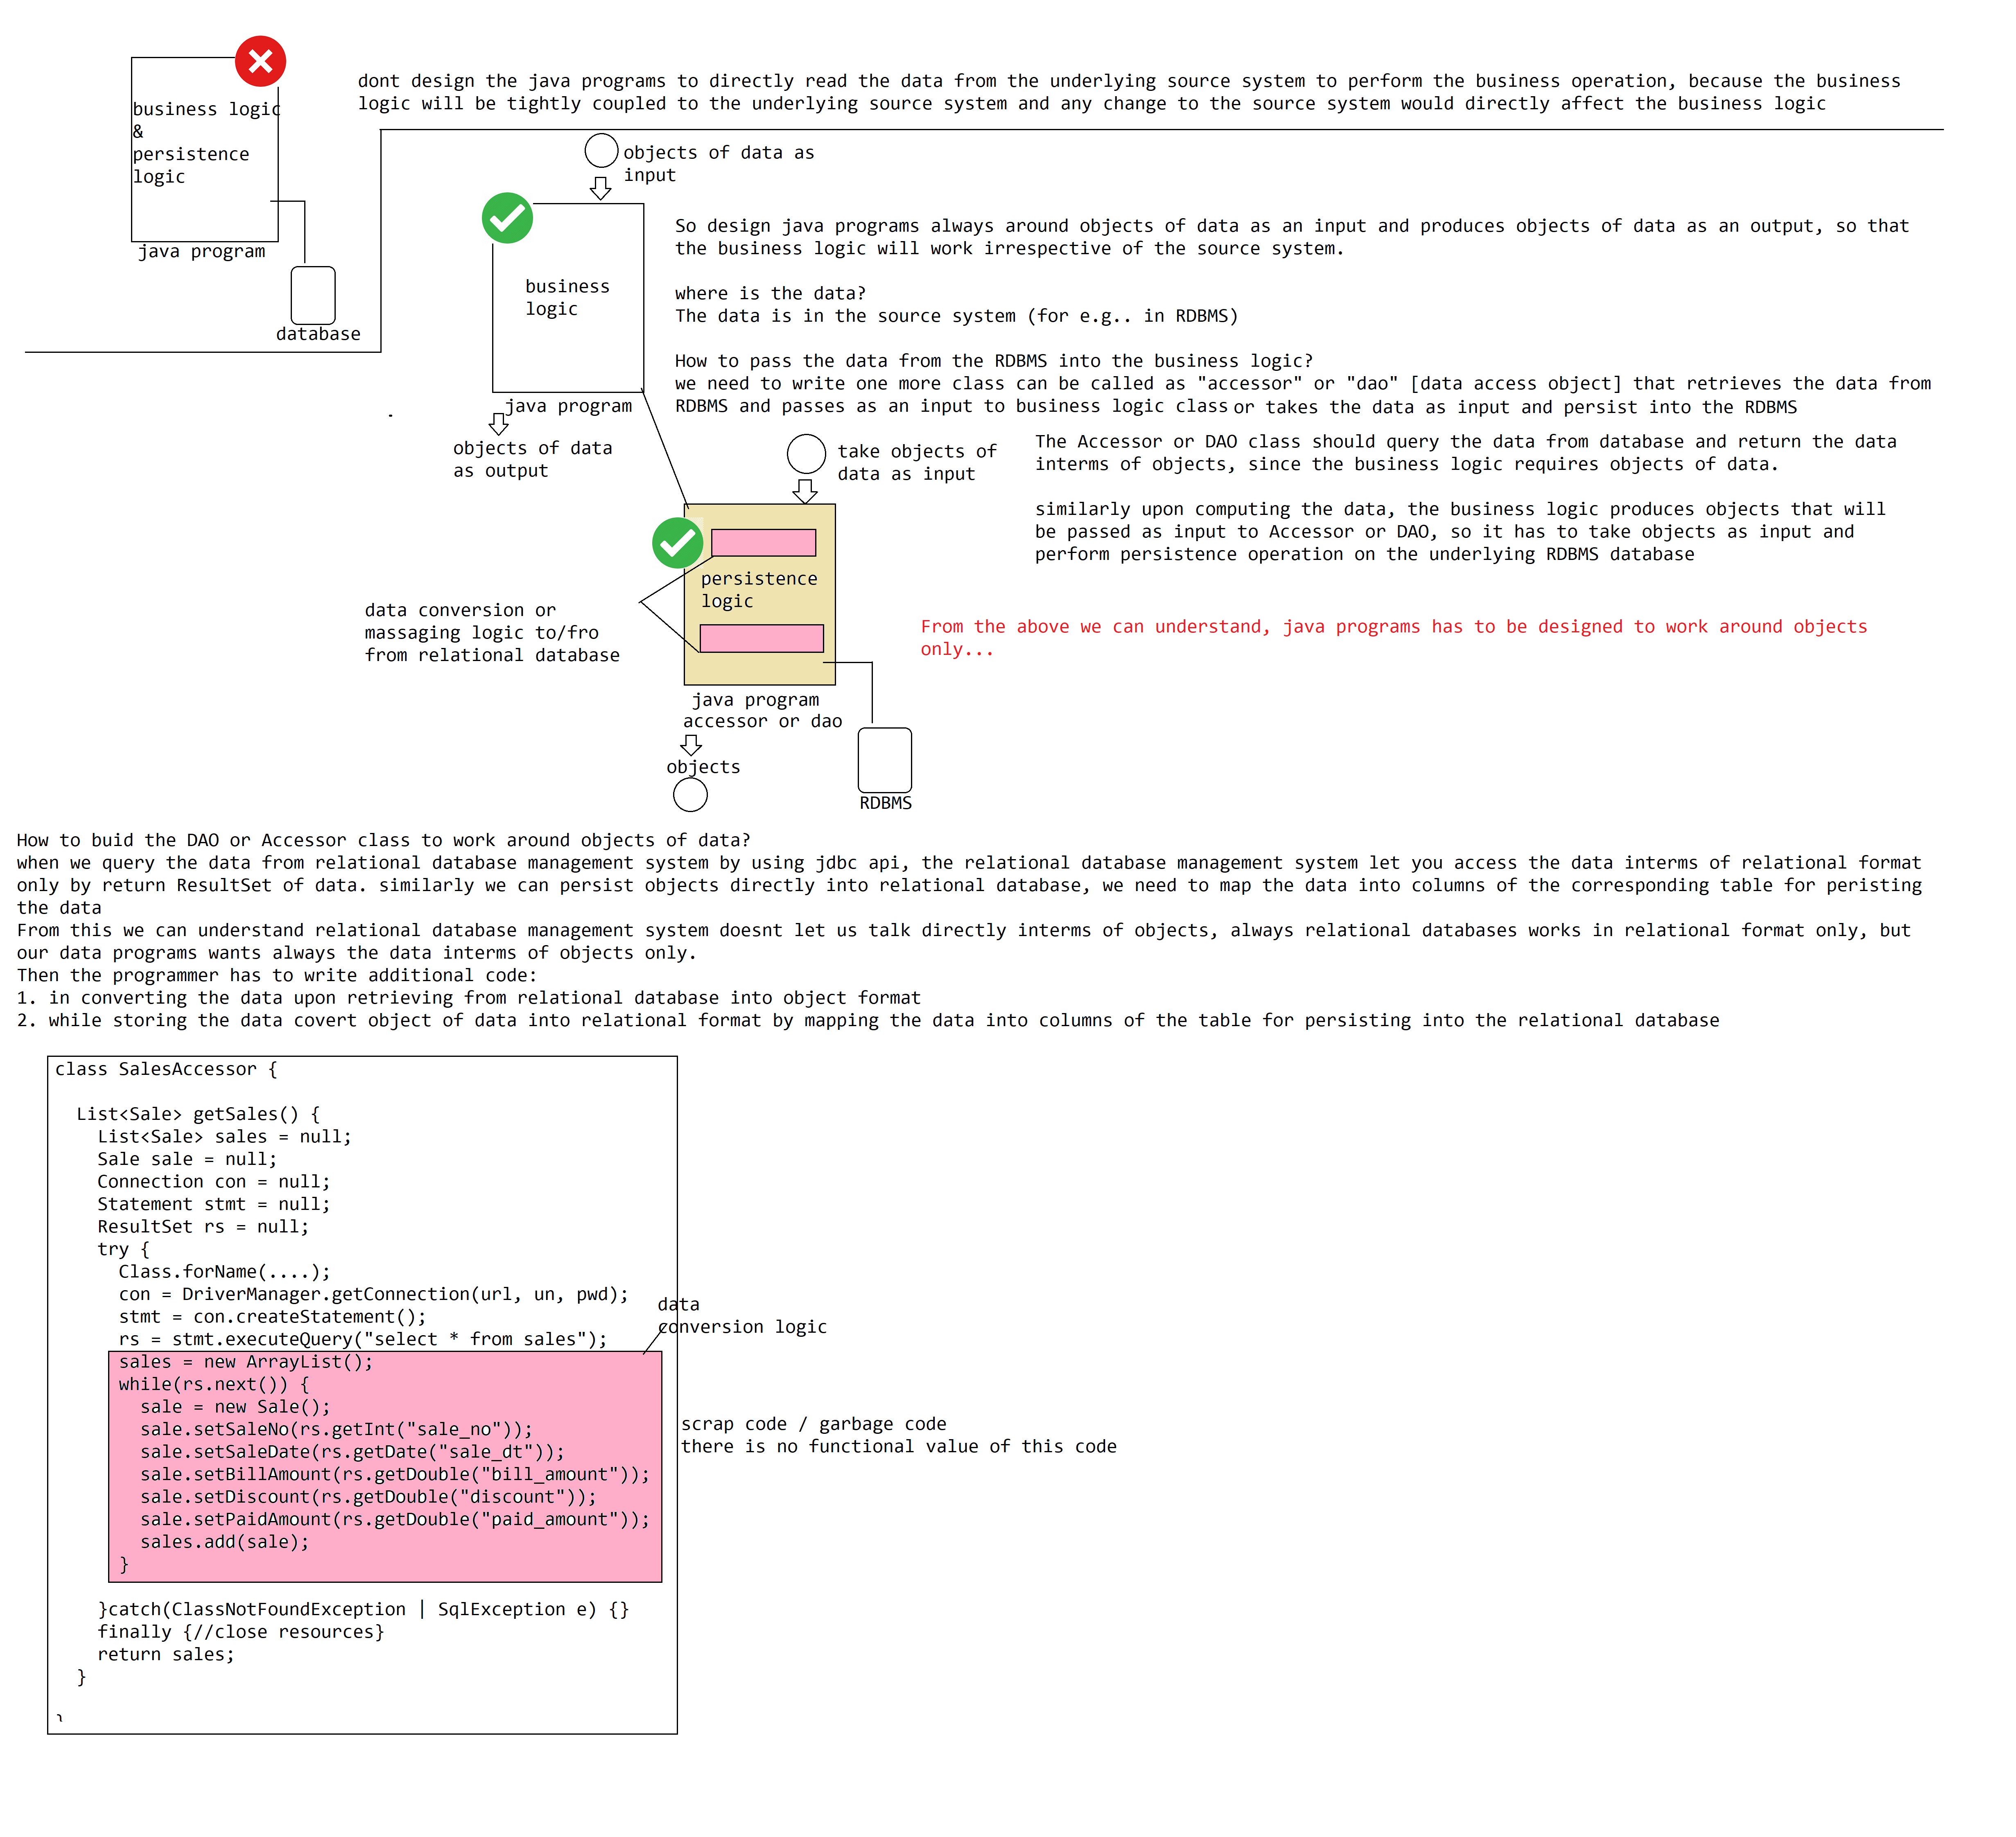 business logic
&
persistence
logic
java program
database
dont design the java programs to directly read the data from the underlying source system to perform the business operation, because the business
logic will be tightly coupled to the underlying source system and any change to the source system would directly affect the business logic
objects of data as
input
business
logic
java program
objects of data
as output
So design java programs always around objects of data as an input and produces objects of data as an output, so that
the business logic will work irrespective of the source system.
where is the data?
The data is in the source system (for e.g.. in RDBMS)
How to pass the data from the RDBMS into the business logic?
we need to write one more class can be called as "accessor" or "dao" [data access object] that retrieves the data from
RDBMS and passes as an input to business logic class or takes the data as input and persist into the RDBMS
take objects of
data as input
The Accessor or DAO class should query the data from database and return the data
interms of objects, since the business logic requires objects of data.
similarly upon computing the data, the business logic produces objects that will
be passed as input to Accessor or DAO, so it has to take objects as input and
perform persistence operation on the underlying RDBMS database
persistence
logic
data conversion or
massaging logic to/fro
from relational database
From the above we can understand, java programs has to be designed to work around objects
only...
java program
accessor or dao
objects
RDBMS
How to buid the DAO or Accessor class to work around objects of data?
when we query the data from relational database management system by using jdbc api, the relational database management system let you access the data interms of relational format
only by return ResultSet of data. similarly we can persist objects directly into relational database, we need to map the data into columns of the corresponding table for peristing
the data
From this we can understand relational database management system doesnt let us talk directly interms of objects, always relational databases works in relational format only, but
our data programs wants always the data interms of objects only.
Then the programmer has to write additional code:
1. in converting the data upon retrieving from relational database into object format
2. while storing the data covert object of data into relational format by mapping the data into columns of the table for persisting into the relational database
class SalesAccessor {
List<Sale> getSales() {
List<Sale> sales = null;
Sale sale = null;
Connection con = null;
Statement stmt = null;
ResultSet rs = null;
try {
Class.forName(....);
con = DriverManager.getConnection(url, un, pwd);
stmt = con.createStatement();
rs = stmt.executeQuery("select * from sales");
sales = new ArrayList();
while(rs.next()) {
sale = new Sale();
sale.setSaleNo(rs.getInt("sale_no"));
sale.setSaleDate(rs.getDate("sale_dt"));
sale.setBillAmount(rs.getDouble("bill_amount"));
sale.setDiscount(rs.getDouble("discount"));
sale.setPaidAmount(rs.getDouble("paid_amount"));
sales.add(sale);
}
}catch(ClassNotFoundException | SqlException e) {}
finally {//close resources}
return sales;
}
}
data
conversion logic
scrap code / garbage code
there is no functional value of this code